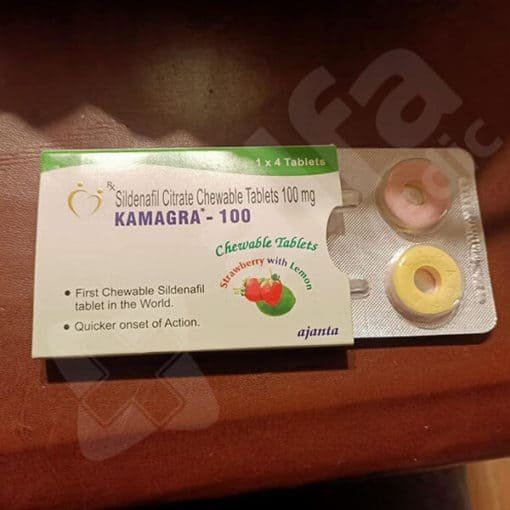 1 x 4 Tablets
Rx
Sildenafil Citrate Chewable Tablets 100 mg
KAMAGRA® - 100
Chewable Tablets
Strawberry with Lemon
• First Chewable Sildenafil
tablet in the World.
• Quicker onset of Action.
ajanta